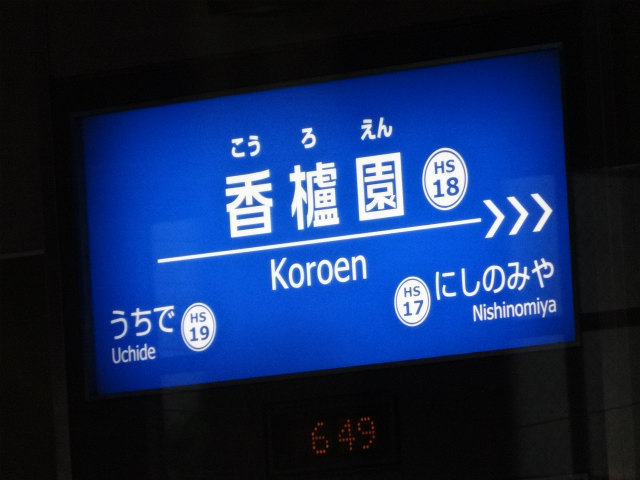 こうろえん
香櫨園 HS 18
Koroen
うちで HS 19
Uchide
HS 17 にしのみや
Nishinomiya
649